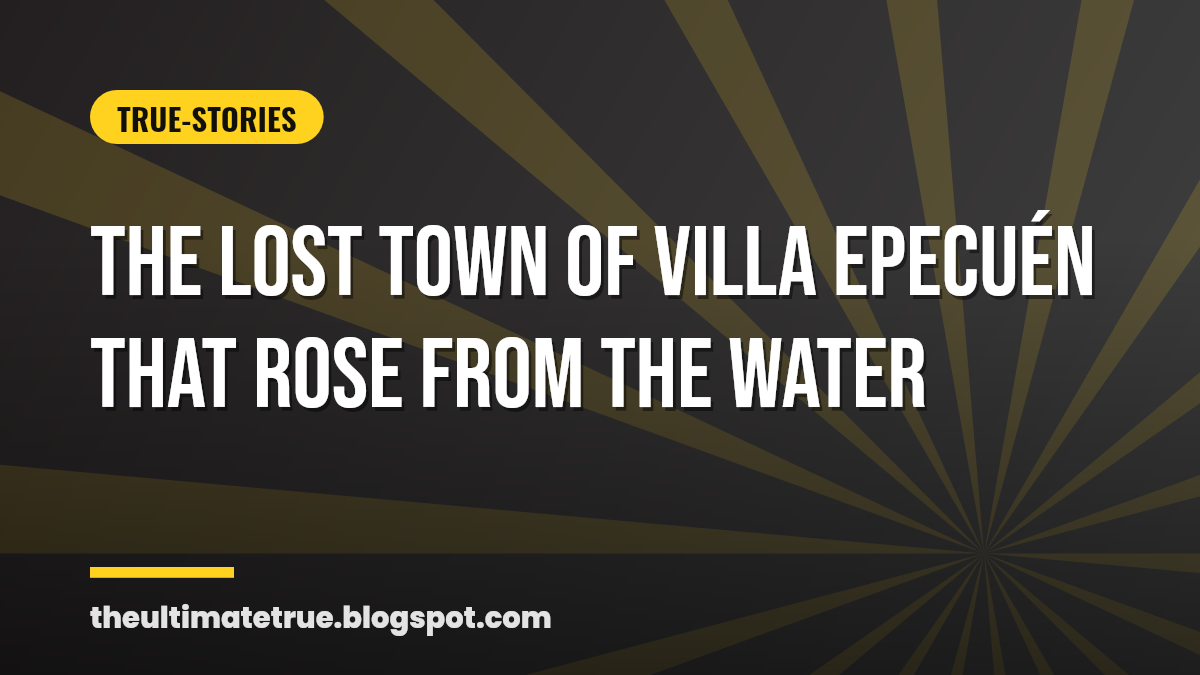 TRUE-STORIES
THE LOST TOWN OF VILLA EPECUÉN
THAT ROSE FROM THE WATER
theultimatetrue.blogspot.com